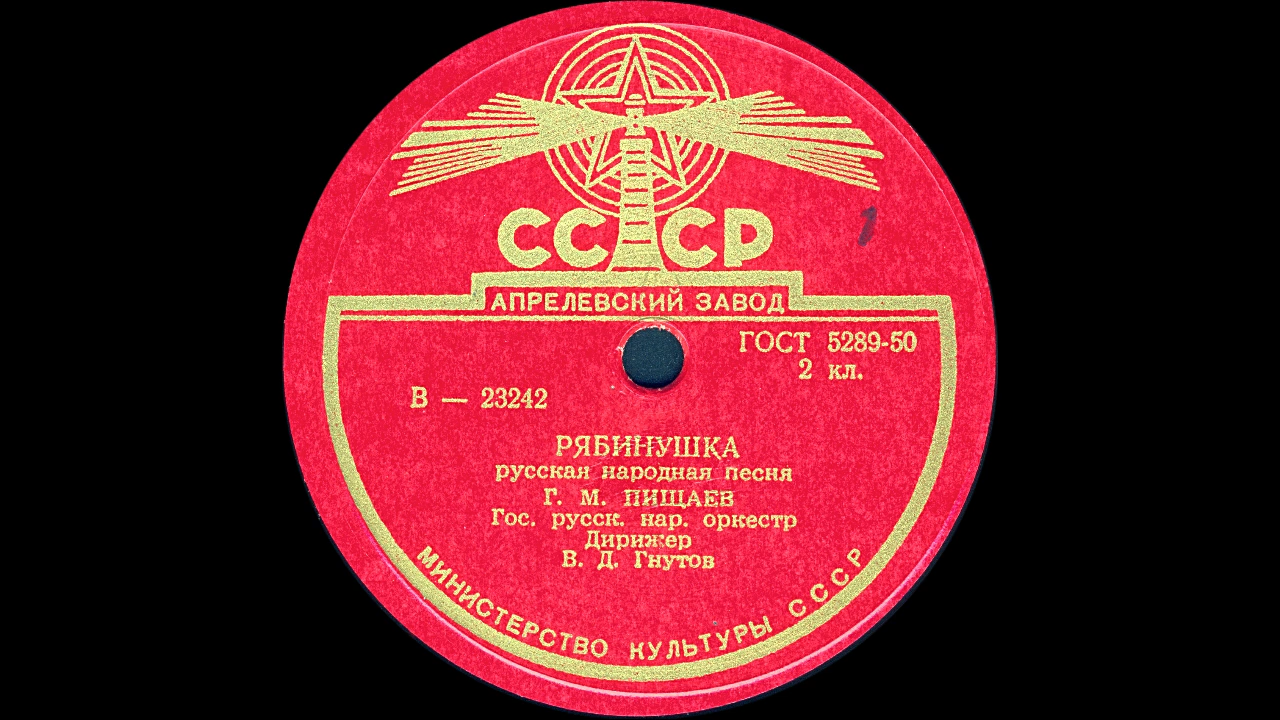 СССР
АПРЕЛЕВСКИЙ ЗАВОД
ГОСТ 5289-50
2 кл.
В — 23242
РЯБИНУШКА
русская народная песня
Г. М. ПИЩАЕВ
Гос. русск. нар. оркестр
Дирижер
В. Д. Гнутов
МИНИСТЕРСТВО КУЛЬТУРЫ СССР
1